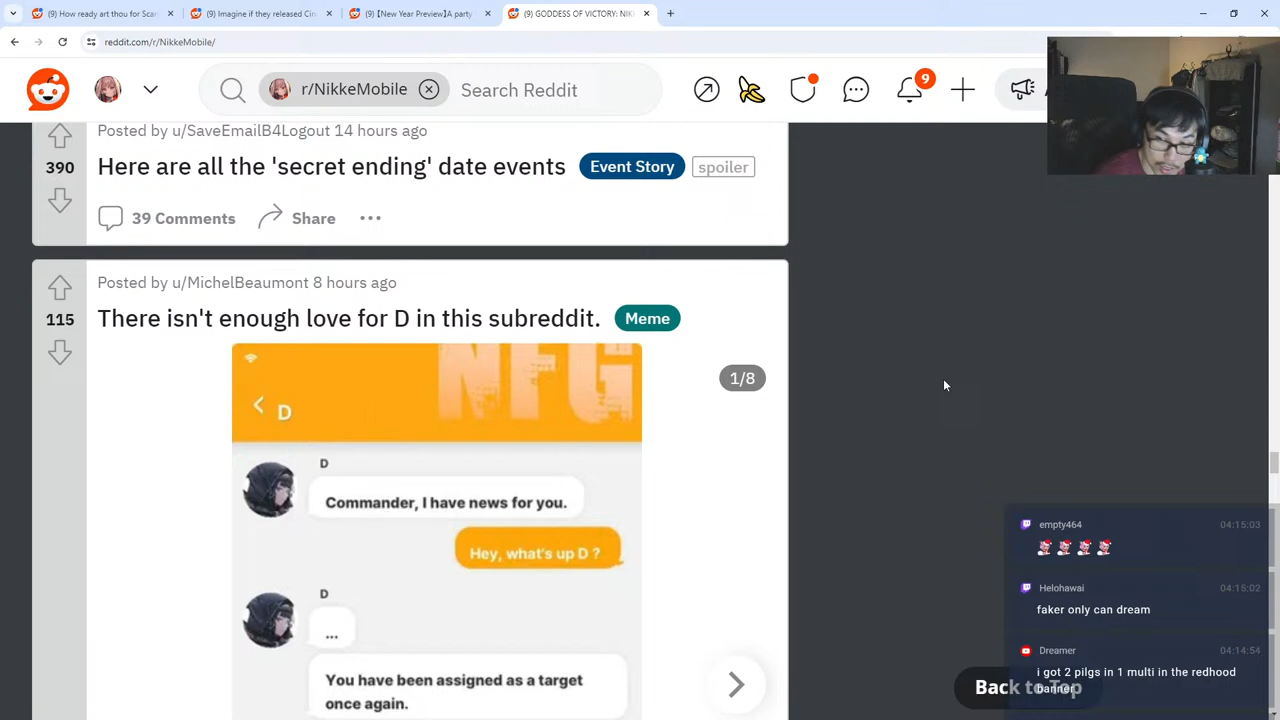 (9) How ready art thou for Scar
(9) Imagine if they released Cin
(9) 【New Year Preview】A party
(9) GODDESS OF VICTORY: NIK
reddit.com/r/NikkeMobile/
r/NikkeMobile
Search Reddit
9
Posted by u/SaveEmailB4Logout 14 hours ago
390
Here are all the 'secret ending' date events
Event Story
spoiler
39 Comments
Share
Posted by u/MichelBeaumont 8 hours ago
115
There isn't enough love for D in this subreddit.
Meme
NFG
1/8
D
D
Commander, I have news for you.
Hey, what's up D ?
D
...
You have been assigned as a target
once again.
empty464 04:15:03
Helohawai 04:15:02
faker only can dream
Dreamer 04:14:54
i got 2 pilgs in 1 multi in the redhood
banner
Back to Top